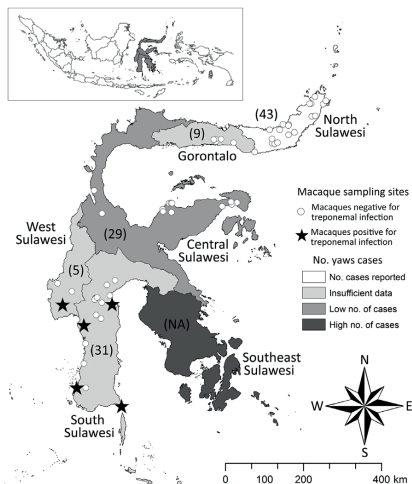 (43)
North
Sulawesi
(9)
Gorontalo
Macaque sampling sites
Macaques negative for
treponemal infection
Macaques positive for
treponemal infection
West
Sulawesi
(29)
Central
Sulawesi
(5)
No. yaws cases
No. cases reported
Insufficient data
Low no. of cases
High no. of cases
(NA)
(31)
Southeast
Sulawesi
South
Sulawesi
N
W
E
S
0 100 200 400 km